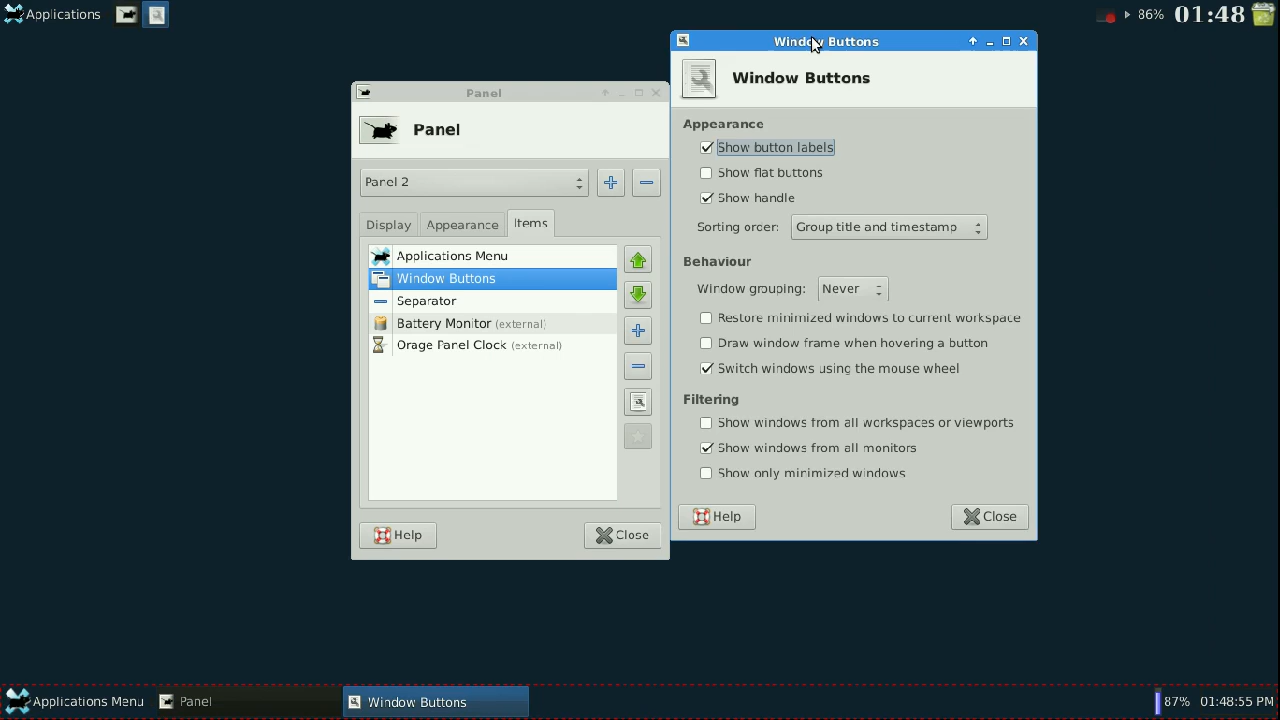 Applications
86%
01:48
Window Buttons
Window Buttons
Appearance
Show button labels
Show flat buttons
Show handle
Sorting order: Group title and timestamp
Behaviour
Window grouping: Never
Restore minimized windows to current workspace
Draw window frame when hovering a button
Switch windows using the mouse wheel
Filtering
Show windows from all workspaces or viewports
Show windows from all monitors
Show only minimized windows
Help
Close
Panel
Panel
Panel 2
Display
Appearance
Items
Applications Menu
Window Buttons
Separator
Battery Monitor (external)
Orage Panel Clock (external)
Help
Close
Applications Menu
Panel
Window Buttons
87%
01:48:55 PM